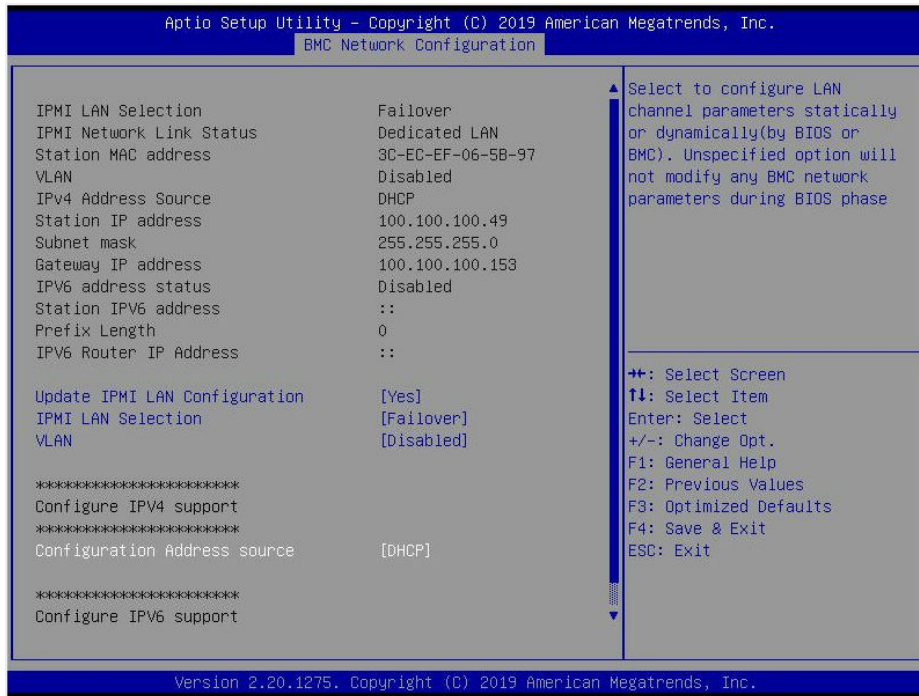 Aptio Setup Utility – Copyright (C) 2019 American Megatrends, Inc.
BMC Network Configuration
IPMI LAN Selection Failover
IPMI Network Link Status Dedicated LAN
Station MAC address 3C-EC-EF-06-5B-97
VLAN Disabled
IPv4 Address Source DHCP
Station IP address 100.100.100.49
Subnet mask 255.255.255.0
Gateway IP address 100.100.100.153
IPV6 address status Disabled
Station IPV6 address ::
Prefix Length 0
IPV6 Router IP Address ::
Update IPMI LAN Configuration [Yes]
IPMI LAN Selection [Failover]
VLAN [Disabled]
***********************
Configure IPV4 support
***********************
Configuration Address source [DHCP]
***********************
Configure IPV6 support
Select to configure LAN
channel parameters statically
or dynamically(by BIOS or
BMC). Unspecified option will
not modify any BMC network
parameters during BIOS phase
→←: Select Screen
↑↓: Select Item
Enter: Select
+/-: Change Opt.
F1: General Help
F2: Previous Values
F3: Optimized Defaults
F4: Save & Exit
ESC: Exit
Version 2.20.1275. Copyright (C) 2019 American Megatrends, Inc.